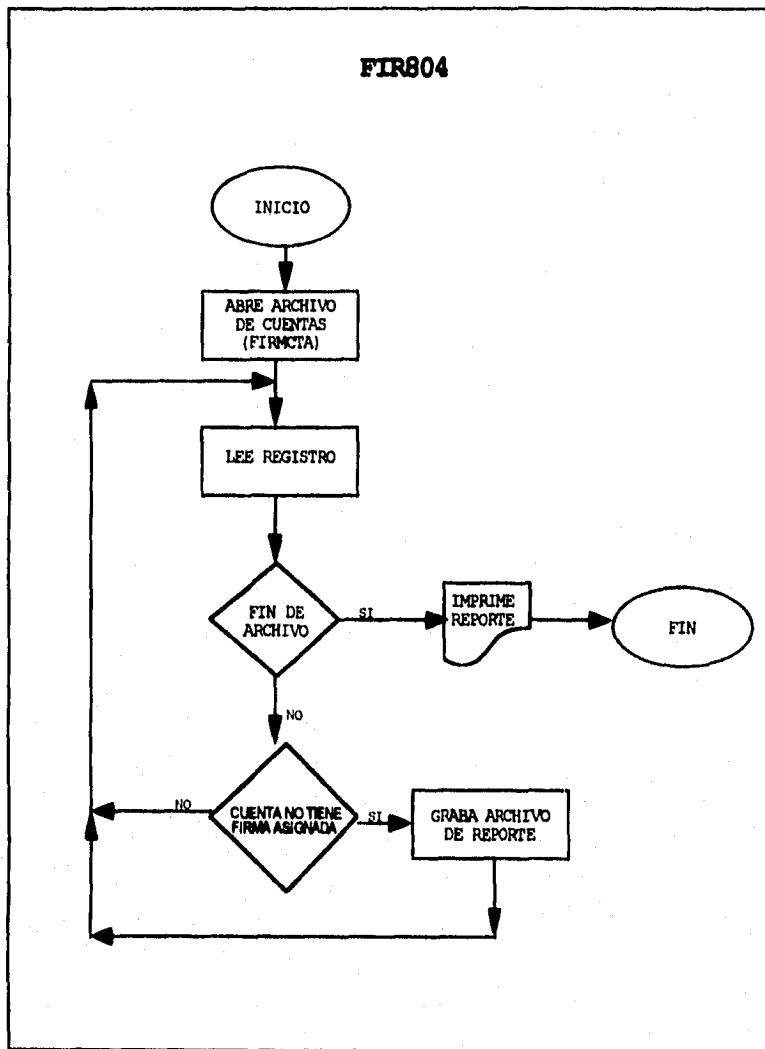 FIR804
INICIO
ABRE ARCHIVO
DE CUENTAS
(FIRMCTA)
LEE REGISTRO
FIN DE
ARCHIVO
SI
IMPRIME
REPORTE
FIN
NO
CUENTA NO TIENE
FIRMA ASIGNADA
NO
SI
GRABA ARCHIVO
DE REPORTE